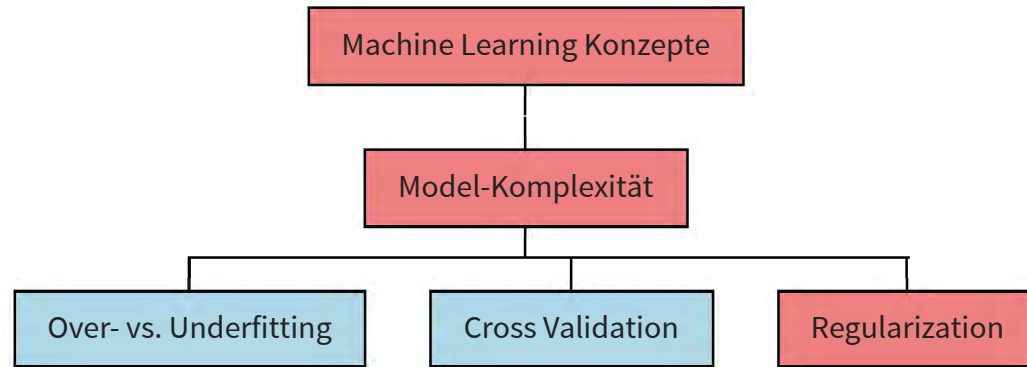 Machine Learning Konzepte
Model-Komplexität
Over- vs. Underfitting
Cross Validation
Regularization